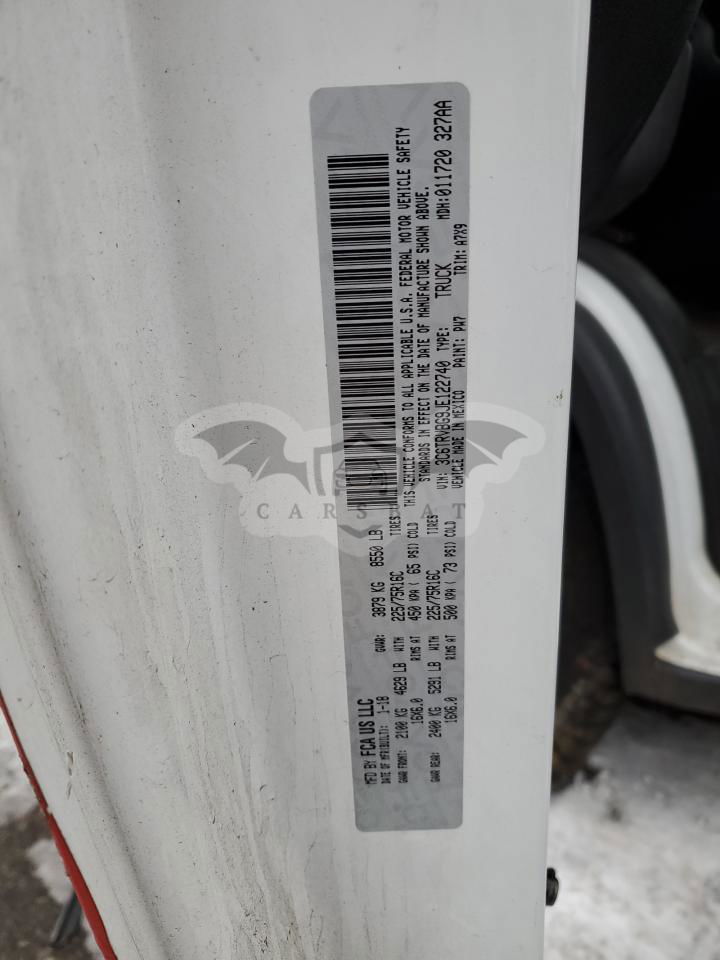 MFD BY FCA US LLC
DATE OF MFR(BUILT): 1-18 GVWR: 3879 KG 8550 LB
GAWR FRONT: 2100 KG 4629 LB WITH 225/75R16C TIRES
16X6.0 RIMS AT 450 KPA ( 65 PSI) COLD
GAWR REAR: 2400 KG 5291 LB WITH 225/75R16C TIRES
16X6.0 RIMS AT 500 KPA ( 73 PSI) COLD
THIS VEHICLE CONFORMS TO ALL APPLICABLE U.S.A. FEDERAL MOTOR VEHICLE SAFETY
STANDARDS IN EFFECT ON THE DATE OF MANUFACTURE SHOWN ABOVE.
VIN: 3C6TRVBG9JE122740 TYPE: TRUCK MDH:011720 327AA
VEHICLE MADE IN MEXICO PAINT: PW7 TRIM: A7X9
CARSBAT